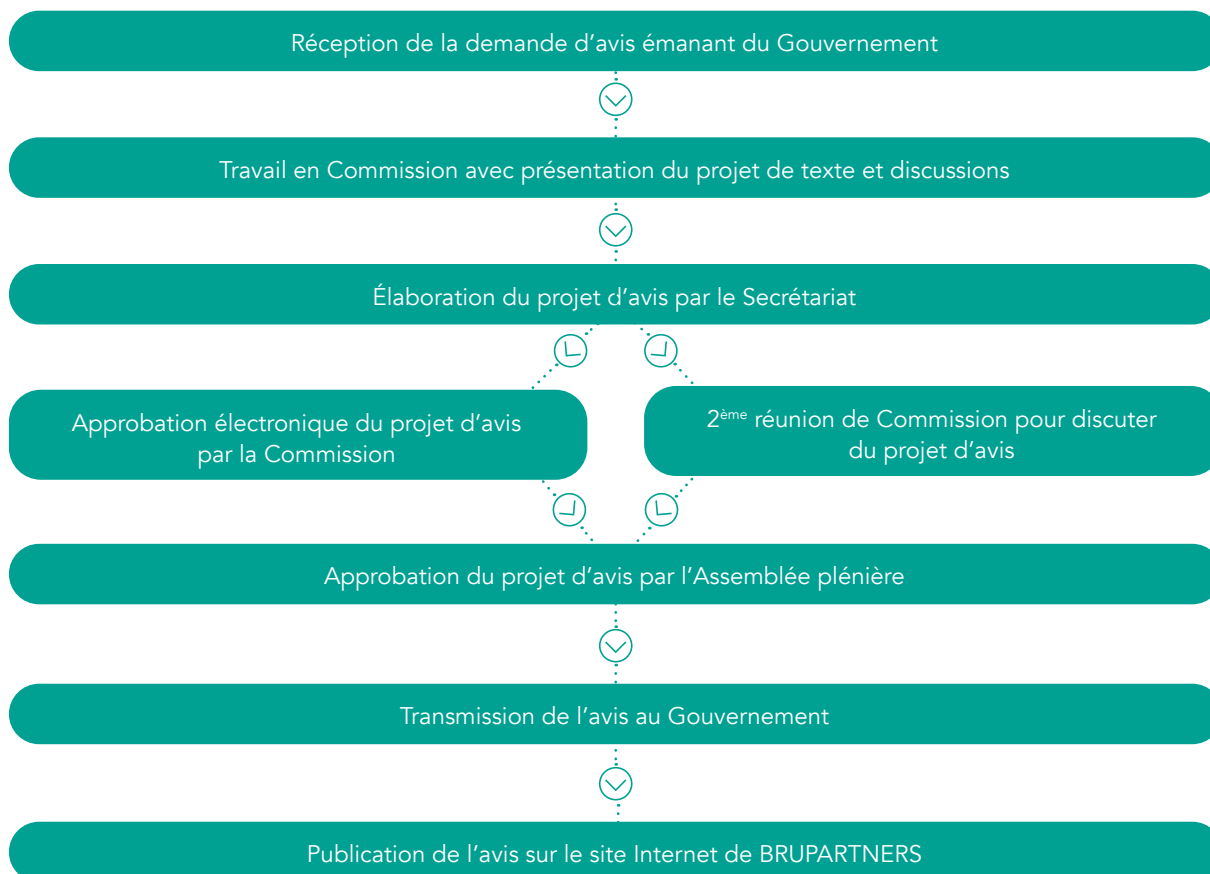 Réception de la demande d’avis émanant du Gouvernement
Travail en Commission avec présentation du projet de texte et discussions
Élaboration du projet d’avis par le Secrétariat
Approbation électronique du projet d’avis
par la Commission
2ème réunion de Commission pour discuter
du projet d’avis
Approbation du projet d’avis par l’Assemblée plénière
Transmission de l’avis au Gouvernement
Publication de l’avis sur le site Internet de BRUPARTNERS